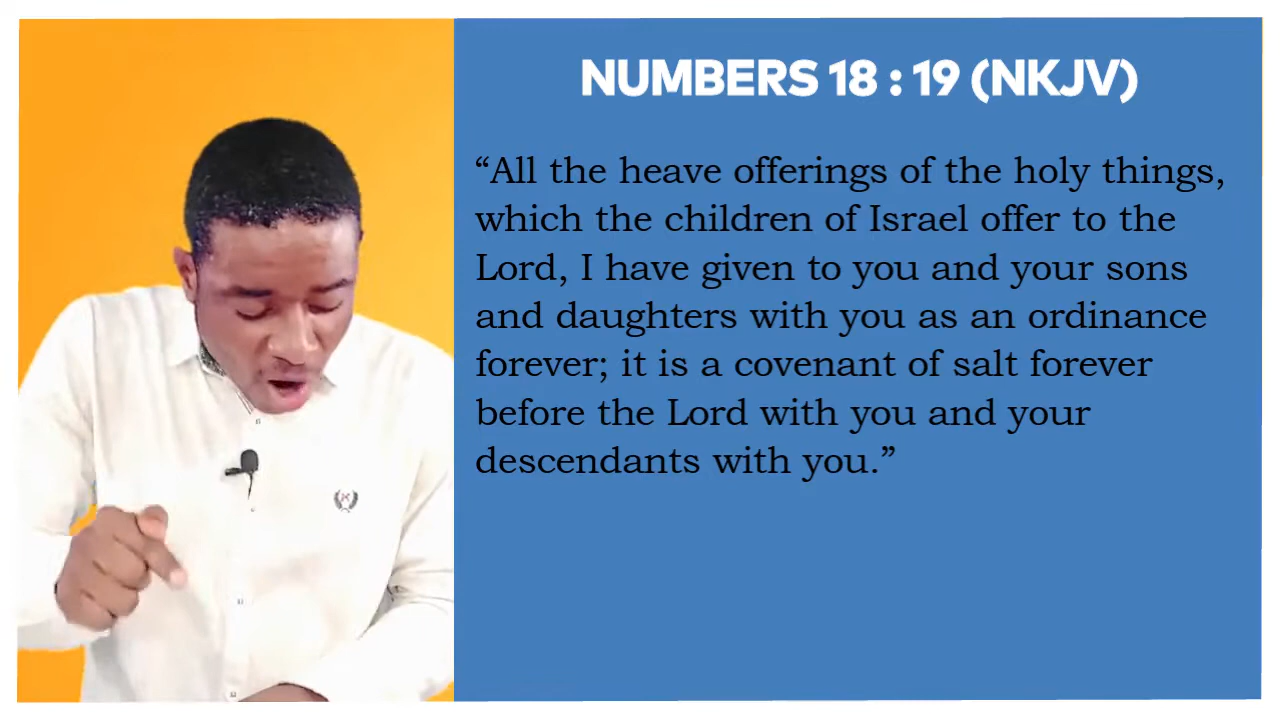 NUMBERS 18 : 19 (NKJV)
“All the heave offerings of the holy things,
which the children of Israel offer to the
Lord, I have given to you and your sons
and daughters with you as an ordinance
forever; it is a covenant of salt forever
before the Lord with you and your
descendants with you.”